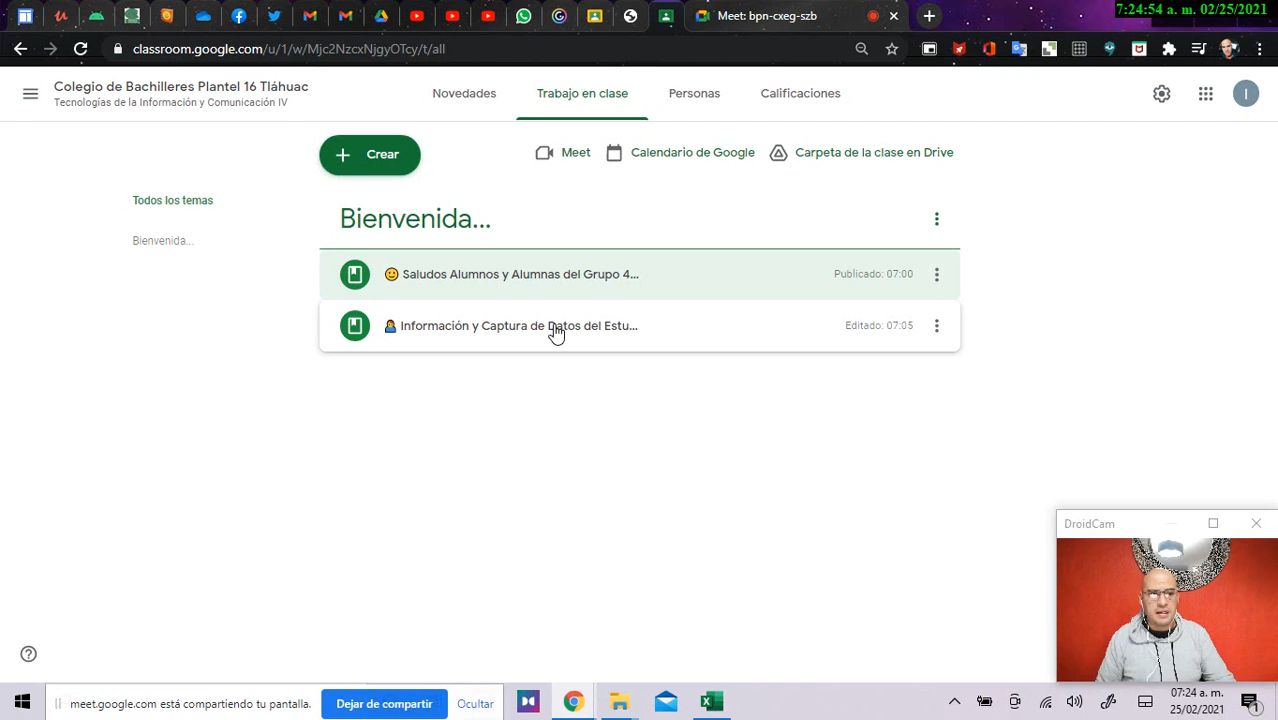 Meet: bpn-cxeg-szb
7:24:54 a. m. 02/25/2021
classroom.google.com/u/1/w/Mjc2NzcxNjgyOTcy/t/all
Colegio de Bachilleres Plantel 16 Tláhuac
Tecnologías de la Información y Comunicación IV
Novedades
Trabajo en clase
Personas
Calificaciones
I
Crear
Meet
Calendario de Google
Carpeta de la clase en Drive
Todos los temas
Bienvenida...
Bienvenida...
Saludos Alumnos y Alumnas del Grupo 4...
Publicado: 07:00
Información y Captura de Datos del Estu...
Editado: 07:05
DroidCam
meet.google.com está compartiendo tu pantalla.
Dejar de compartir
Ocultar
07:24 a. m.
25/02/2021
1